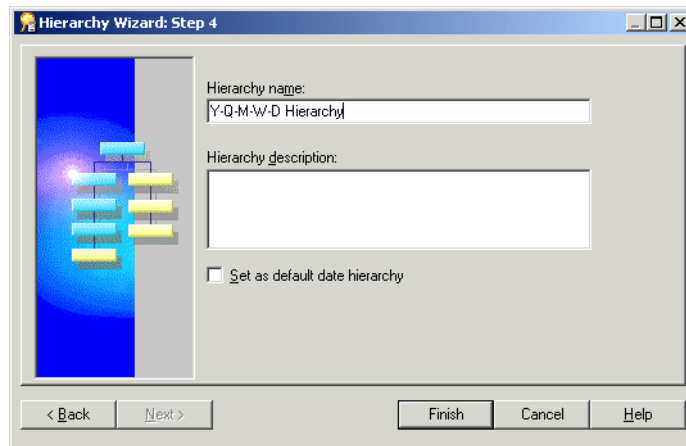 Hierarchy Wizard: Step 4
Hierarchy name:
Y-Q-M-W-D Hierarchy
Hierarchy description:
Set as default date hierarchy
< Back
Next >
Finish
Cancel
Help